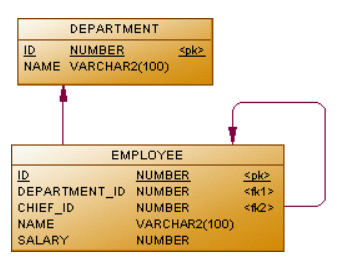 DEPARTMENT
ID NUMBER <pk>
NAME VARCHAR2(100)
EMPLOYEE
ID NUMBER <pk>
DEPARTMENT_ID NUMBER <fk1>
CHIEF_ID NUMBER <fk2>
NAME VARCHAR2(100)
SALARY NUMBER